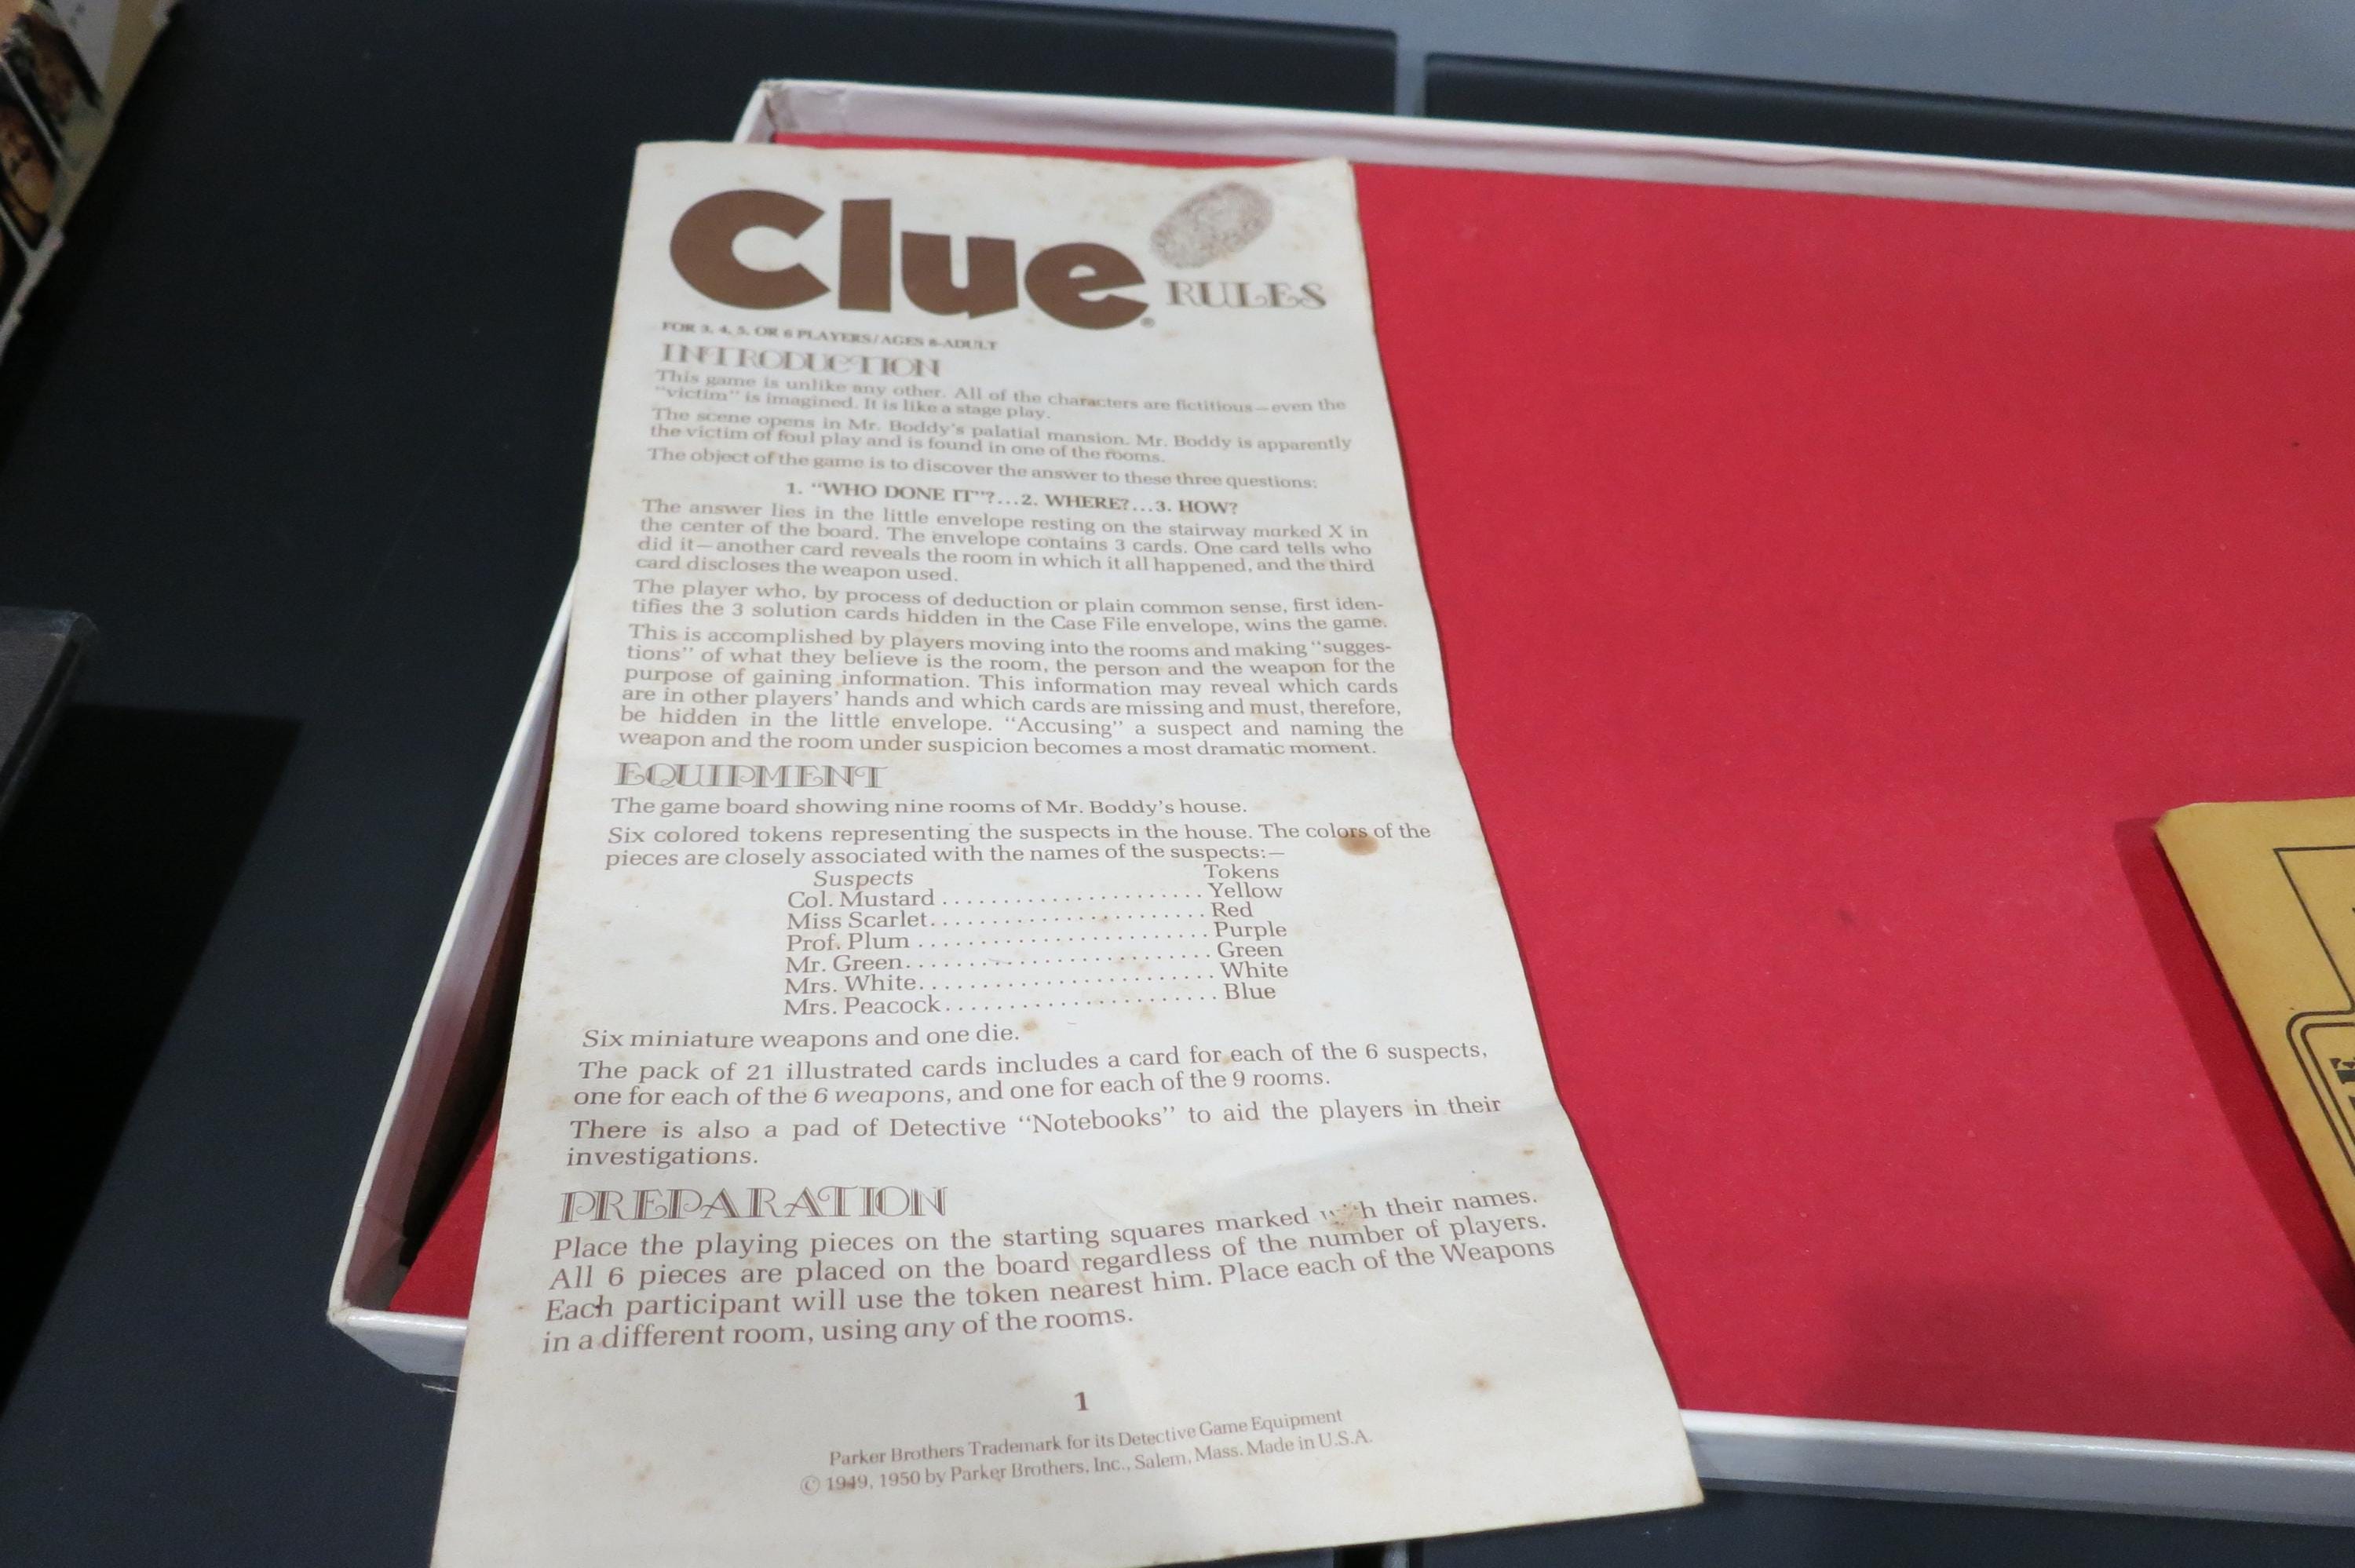 Clue® RULES
FOR 3, 4, 5, OR 6 PLAYERS/AGES 8-ADULT
INTRODUCTION
This game is unlike any other. All of the characters are fictitious—even the
"victim" is imagined. It is like a stage play.
The scene opens in Mr. Boddy's palatial mansion. Mr. Boddy is apparently
the victim of foul play and is found in one of the rooms.
The object of the game is to discover the answer to these three questions:
1. "WHO DONE IT"?...2. WHERE?...3. HOW?
The answer lies in the little envelope resting on the stairway marked X in
the center of the board. The envelope contains 3 cards. One card tells who
did it—another card reveals the room in which it all happened, and the third
card discloses the weapon used.
The player who, by process of deduction or plain common sense, first iden-
tifies the 3 solution cards hidden in the Case File envelope, wins the game.
This is accomplished by players moving into the rooms and making "sugges-
tions" of what they believe is the room, the person and the weapon for the
purpose of gaining information. This information may reveal which cards
are in other players' hands and which cards are missing and must, therefore,
be hidden in the little envelope. "Accusing" a suspect and naming the
weapon and the room under suspicion becomes a most dramatic moment.
EQUIPMENT
The game board showing nine rooms of Mr. Boddy's house.
Six colored tokens representing the suspects in the house. The colors of the
pieces are closely associated with the names of the suspects:—
Suspects Tokens
Col. Mustard ...................... Yellow
Miss Scarlet....................... Red
Prof. Plum ........................ Purple
Mr. Green.......................... Green
Mrs. White......................... White
Mrs. Peacock....................... Blue
Six miniature weapons and one die.
The pack of 21 illustrated cards includes a card for each of the 6 suspects,
one for each of the 6 weapons, and one for each of the 9 rooms.
There is also a pad of Detective "Notebooks" to aid the players in their
investigations.
PREPARATION
Place the playing pieces on the starting squares marked with their names.
All 6 pieces are placed on the board regardless of the number of players.
Each participant will use the token nearest him. Place each of the Weapons
in a different room, using any of the rooms.
1
Parker Brothers Trademark for its Detective Game Equipment
© 1949, 1950 by Parker Brothers, Inc., Salem, Mass. Made in U.S.A.